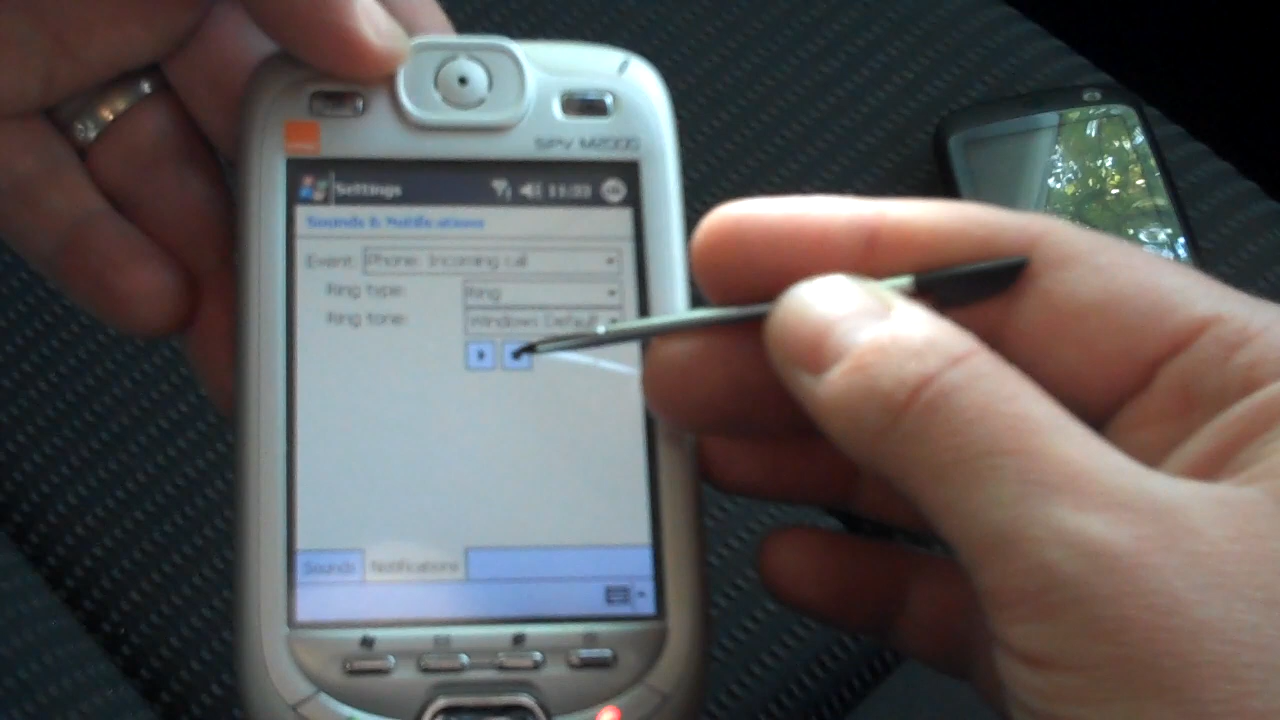 SPV M2000
Settings 11:33 ok
Sounds & Notifications
Event: Phone: Incoming call
Ring type: Ring
Ring tone: Windows Default
Sounds Notifications